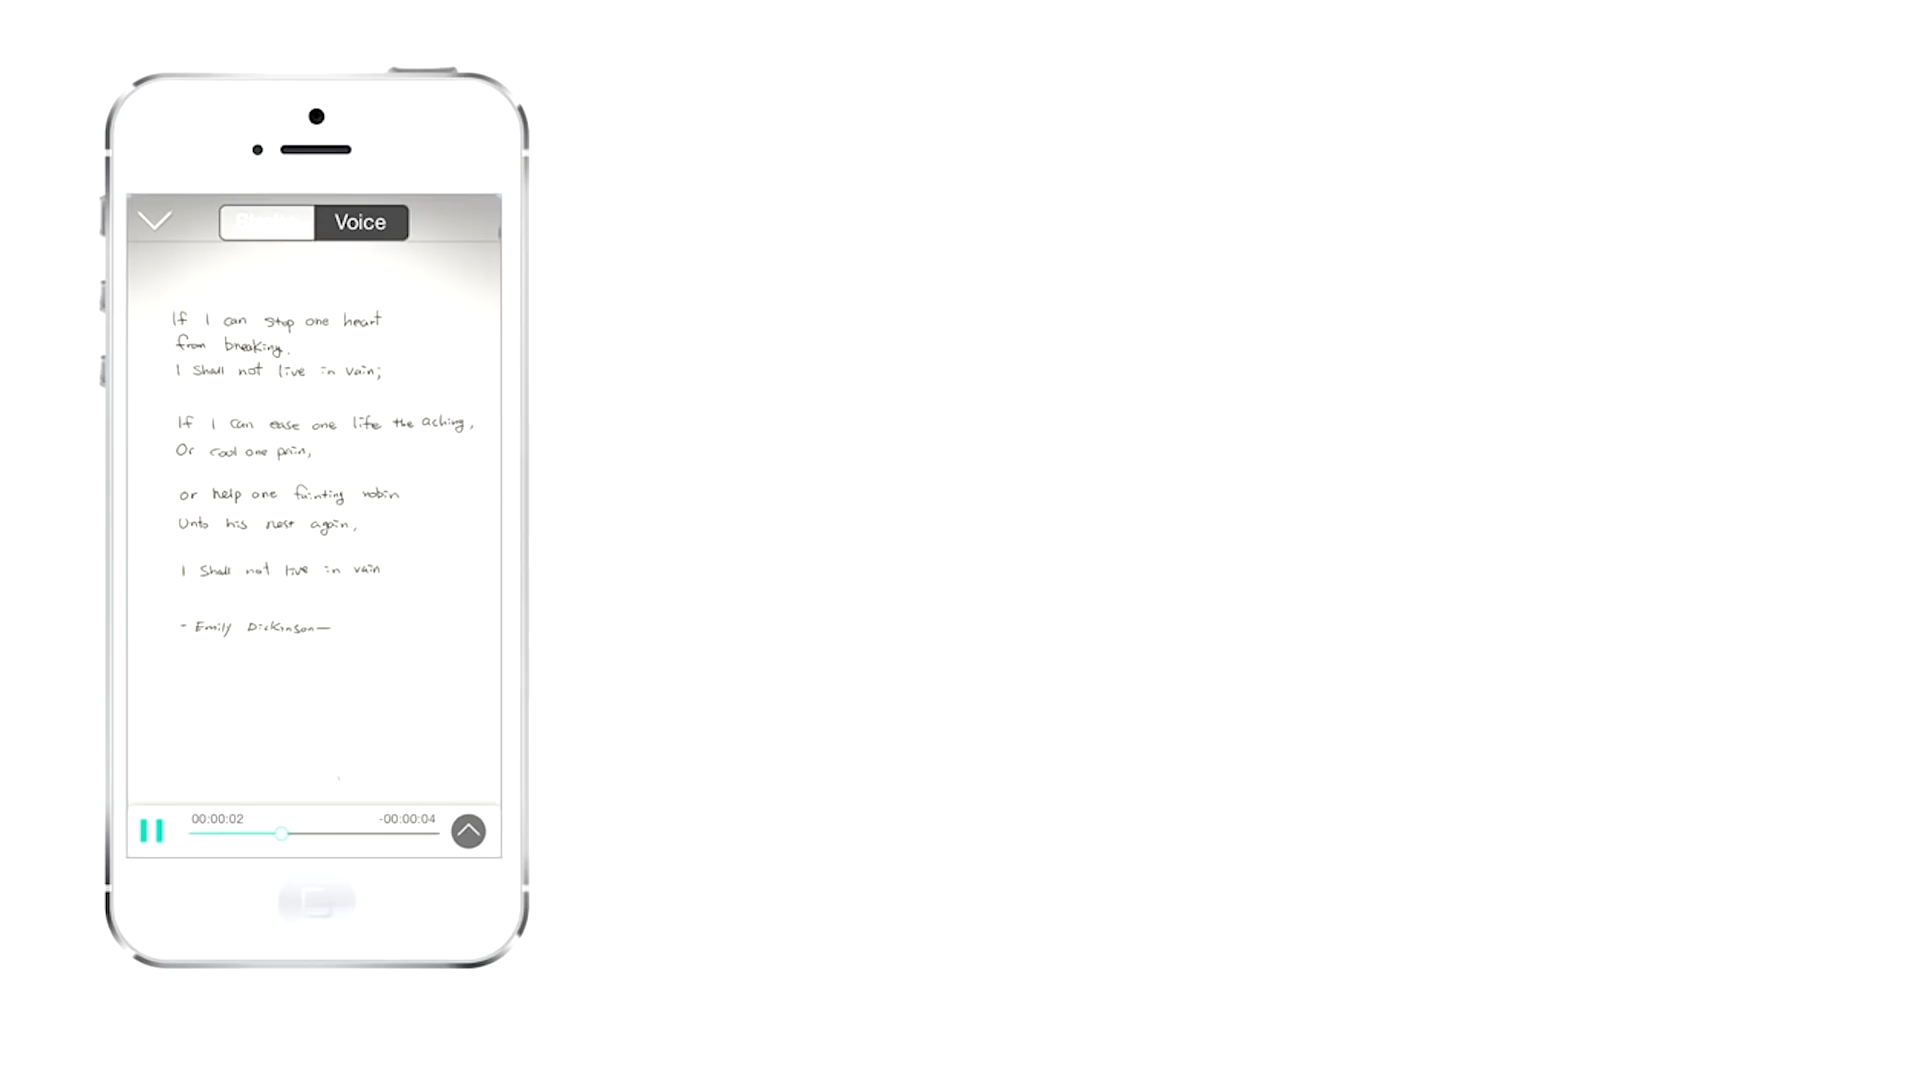 Voice
If I can stop one heart
from breaking.
I Shall not live in vain;
If I can ease one life the aching,
Or cool one pain,
or help one fainting robin
Unto his nest again,
I Shall not live in vain
- Emily Dickinson—
00:00:02 -00:00:04